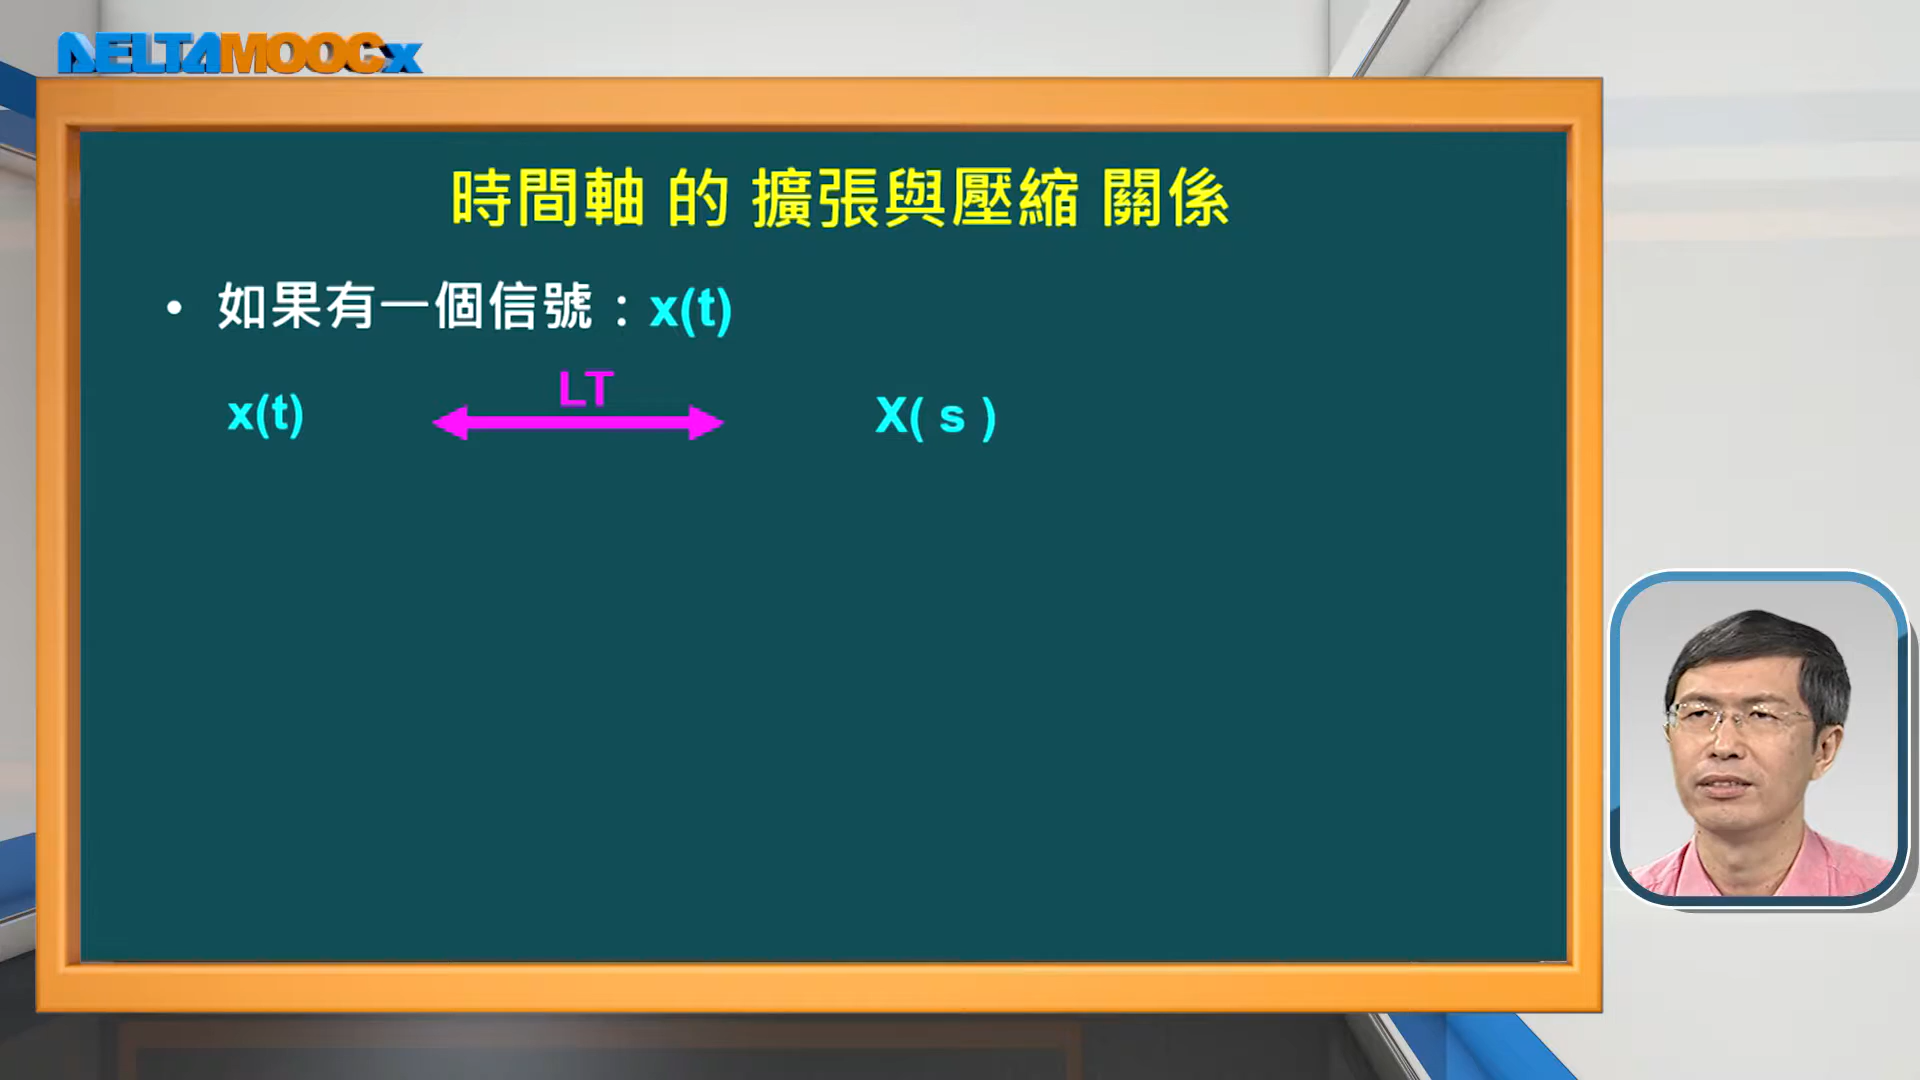 DELTAMOOCx
時間軸 的 擴張與壓縮 關係
• 如果有一個信號：x(t)
LT
x(t) X( s )